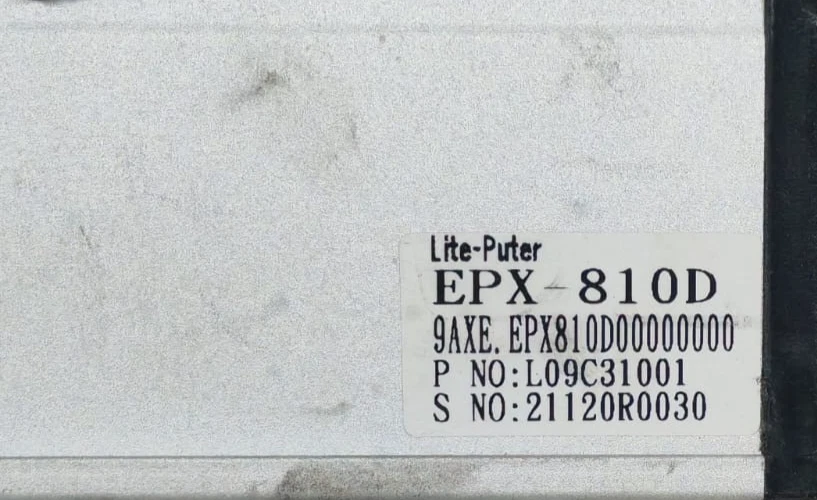 Lite-Puter
EPX-810D
9AXE.EPX810D00000000
P NO:L09C31001
S NO:21120R0030